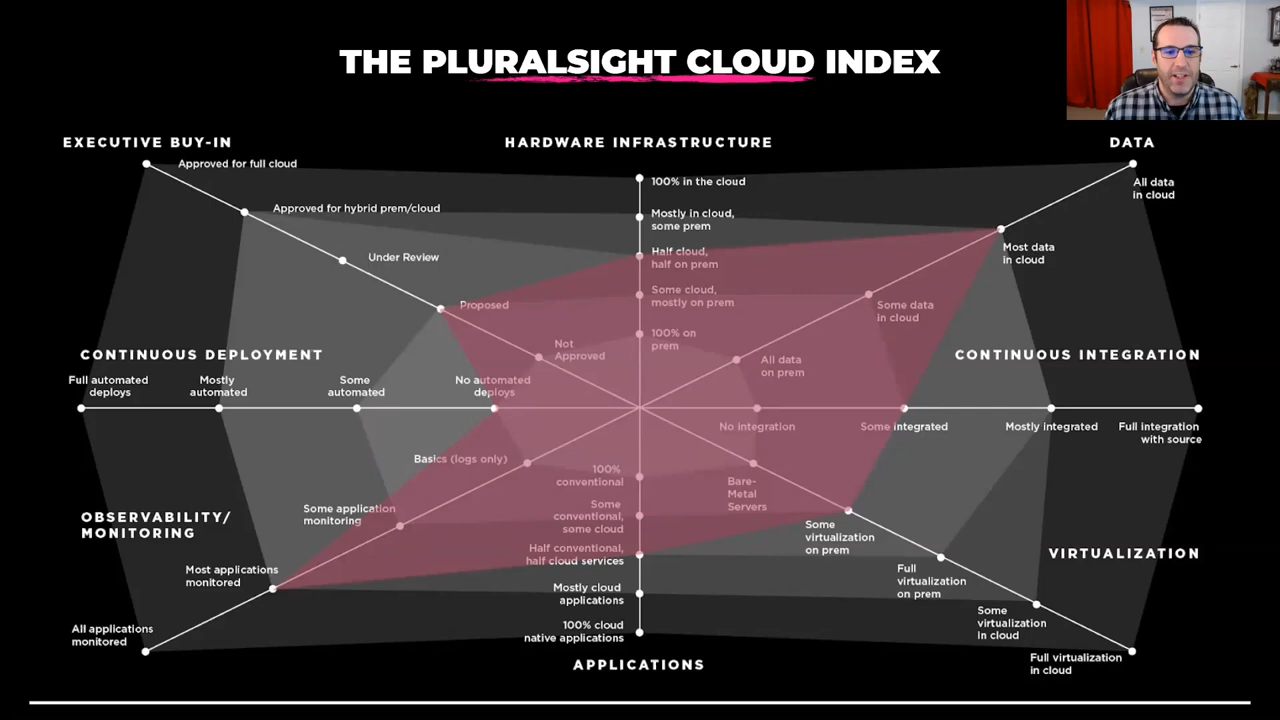 THE PLURALSIGHT CLOUD INDEX
EXECUTIVE BUY-IN
Approved for full cloud
Approved for hybrid prem/cloud
Under Review
Proposed
Not
Approved
HARDWARE INFRASTRUCTURE
100% in the cloud
Mostly in cloud,
some prem
Half cloud,
half on prem
Some cloud,
mostly on prem
100% on
prem
DATA
All data
in cloud
Most data
in cloud
Some data
in cloud
All data
on prem
CONTINUOUS DEPLOYMENT
Full automated
deploys
Mostly
automated
Some
automated
No automated
deploys
CONTINUOUS INTEGRATION
No integration
Some integrated
Mostly integrated
Full integration
with source
OBSERVABILITY/
MONITORING
Basics (logs only)
Some application
monitoring
Most applications
monitored
All applications
monitored
100%
conventional
Some
conventional,
some cloud
Half conventional,
half cloud services
Mostly cloud
applications
100% cloud
native applications
APPLICATIONS
VIRTUALIZATION
Bare-
Metal
Servers
Some
virtualization
on prem
Full
virtualization
on prem
Some
virtualization
in cloud
Full virtualization
in cloud